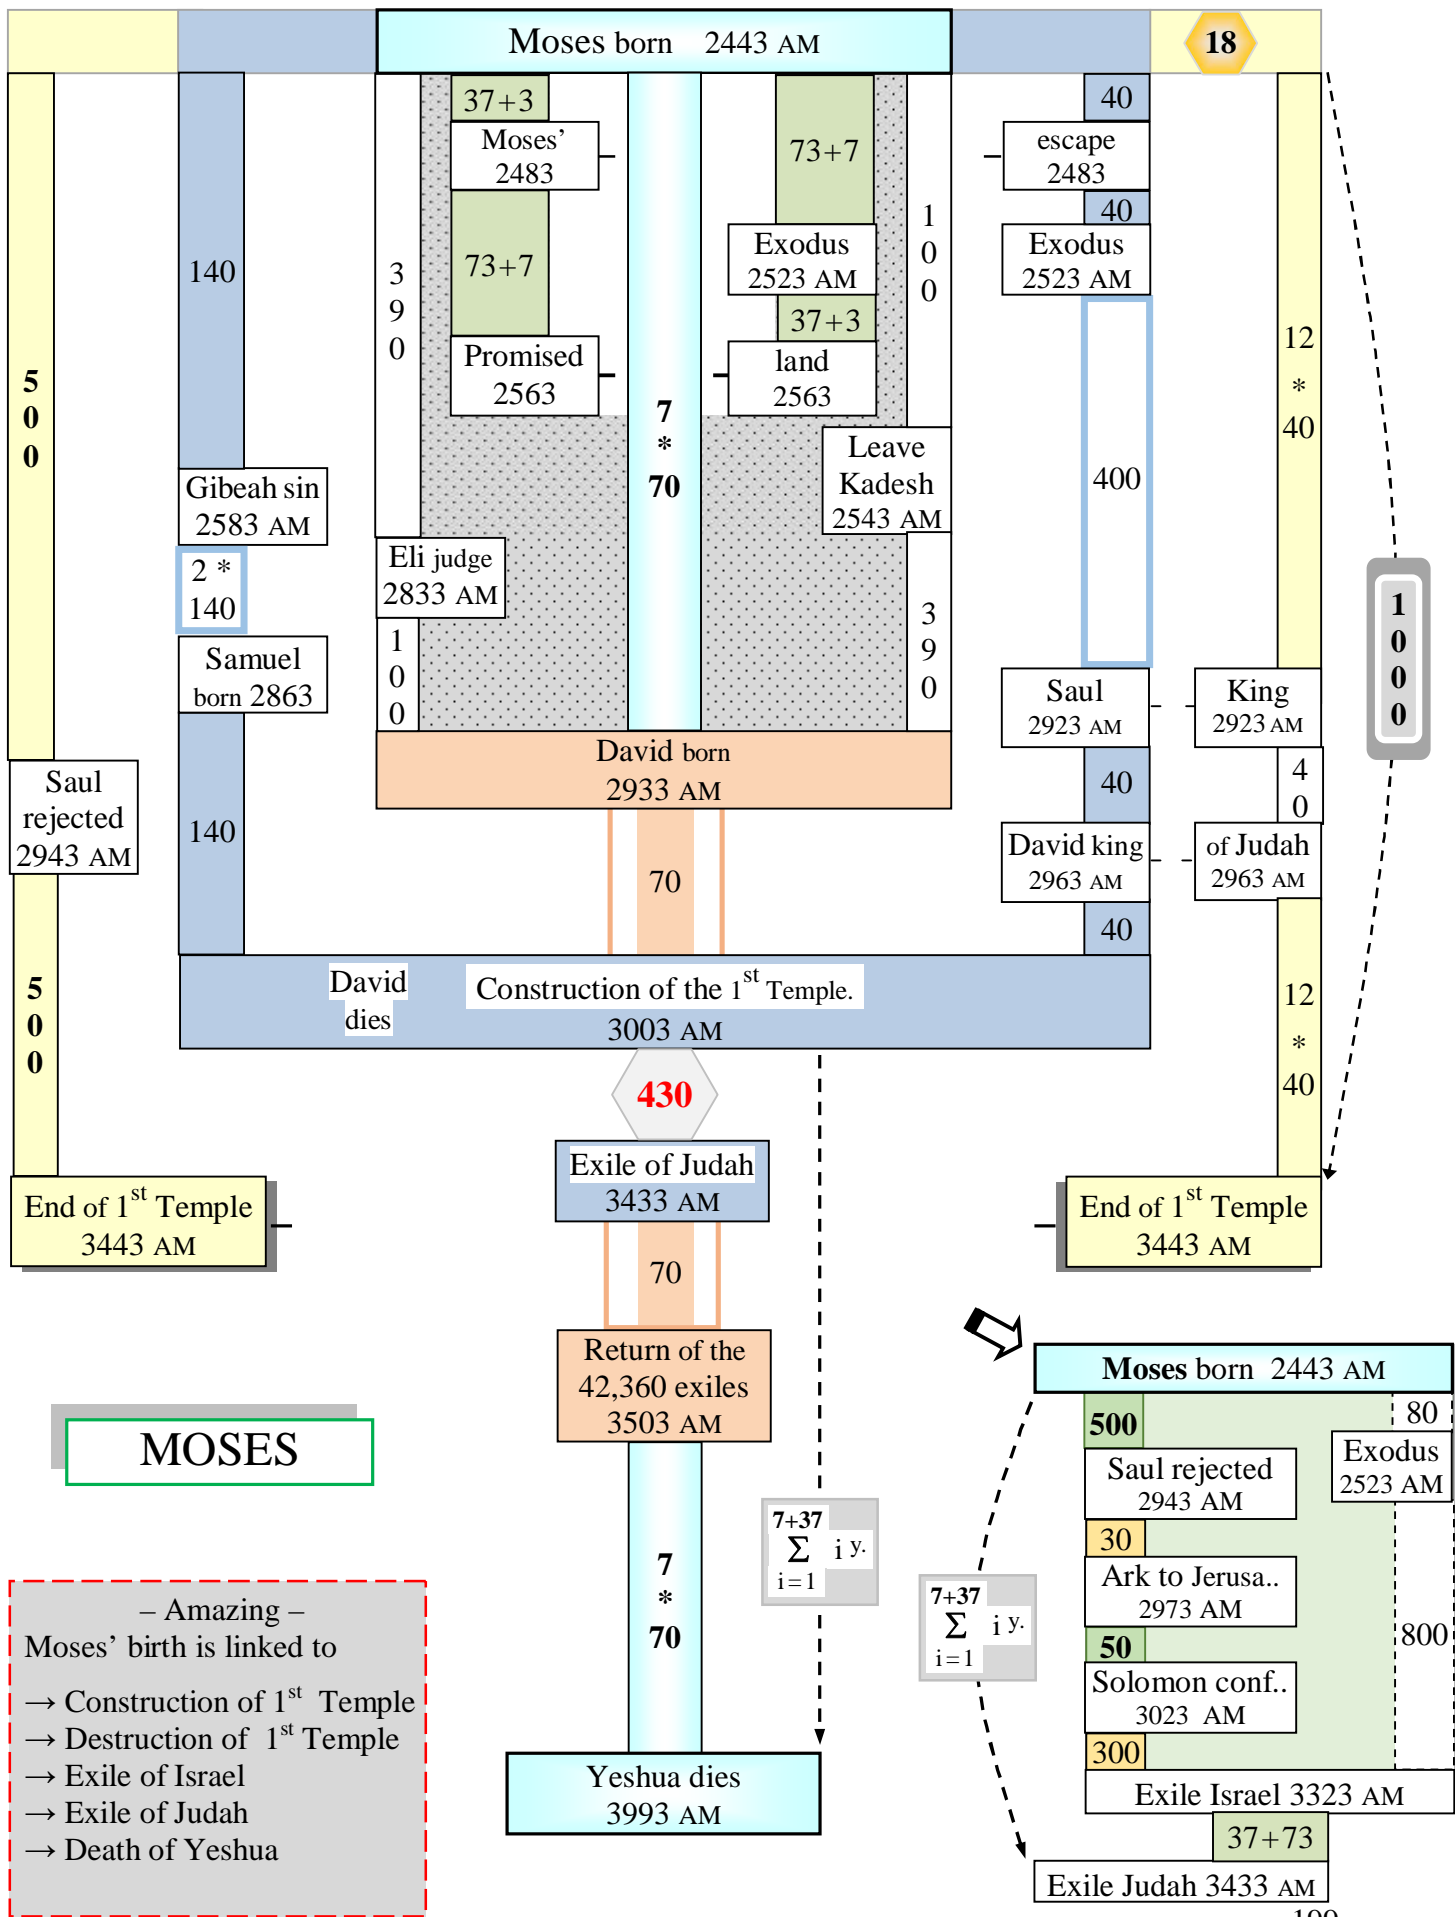 Moses born 2443 AM
18
37+3
Moses’
2483
73+7
Promised
2563
73+7
Exodus
2523 AM
37+3
land
2563
40
escape
2483
40
Exodus
2523 AM
400
Saul
2923 AM
40
David king
2963 AM
40
12
*
40
King
2923 AM
4
0
of Judah
2963 AM
12
*
40
1
0
0
0
5
0
0
Saul
rejected
2943 AM
5
0
0
140
Gibeah sin
2583 AM
2 *
140
Samuel
born 2863
140
3
9
0
Eli judge
2833 AM
1
0
0
7
*
70
1
0
0
Leave
Kadesh
2543 AM
3
9
0
David born
2933 AM
70
David
dies
Construction of the 1st Temple.
3003 AM
430
Exile of Judah
3433 AM
End of 1st Temple
3443 AM
End of 1st Temple
3443 AM
70
Return of the
42,360 exiles
3503 AM
7
*
70
7+37
Σ i y.
i=1
Yeshua dies
3993 AM
MOSES
– Amazing –
Moses’ birth is linked to
→ Construction of 1st Temple
→ Destruction of 1st Temple
→ Exile of Israel
→ Exile of Judah
→ Death of Yeshua
Moses born 2443 AM
500
80
Saul rejected
2943 AM
Exodus
2523 AM
30
Ark to Jerusa..
2973 AM
50
800
Solomon conf..
3023 AM
300
Exile Israel 3323 AM
37+73
Exile Judah 3433 AM
7+37
Σ i y.
i=1